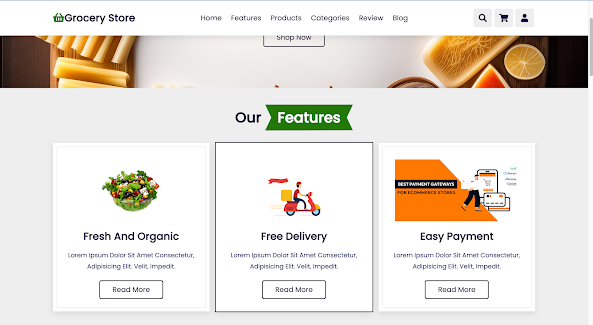 Grocery Store
Home Features Products Categories Review Blog
Shop Now
Our Features
BEST PAYMENT GATEWAYS
FOR ECOMMERCE STORES
Fresh And Organic
Lorem Ipsum Dolor Sit Amet Consectetur,
Adipisicing Elit. Velit, Impedit.
Read More
Free Delivery
Lorem Ipsum Dolor Sit Amet Consectetur,
Adipisicing Elit. Velit, Impedit.
Read More
Easy Payment
Lorem Ipsum Dolor Sit Amet Consectetur,
Adipisicing Elit. Velit, Impedit.
Read More